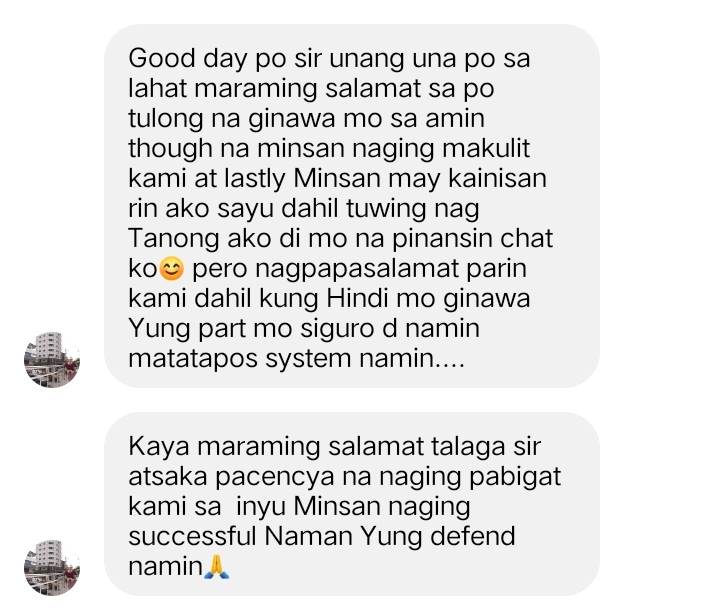 Good day po sir unang una po sa
lahat maraming salamat sa po
tulong na ginawa mo sa amin
though na minsan naging makulit
kami at lastly Minsan may kainisan
rin ako sayu dahil tuwing nag
Tanong ako di mo na pinansin chat
ko😊 pero nagpapasalamat parin
kami dahil kung Hindi mo ginawa
Yung part mo siguro d namin
matatapos system namin....
Kaya maraming salamat talaga sir
atsaka pacencya na naging pabigat
kami sa  inyu Minsan naging
successful Naman Yung defend
namin🙏